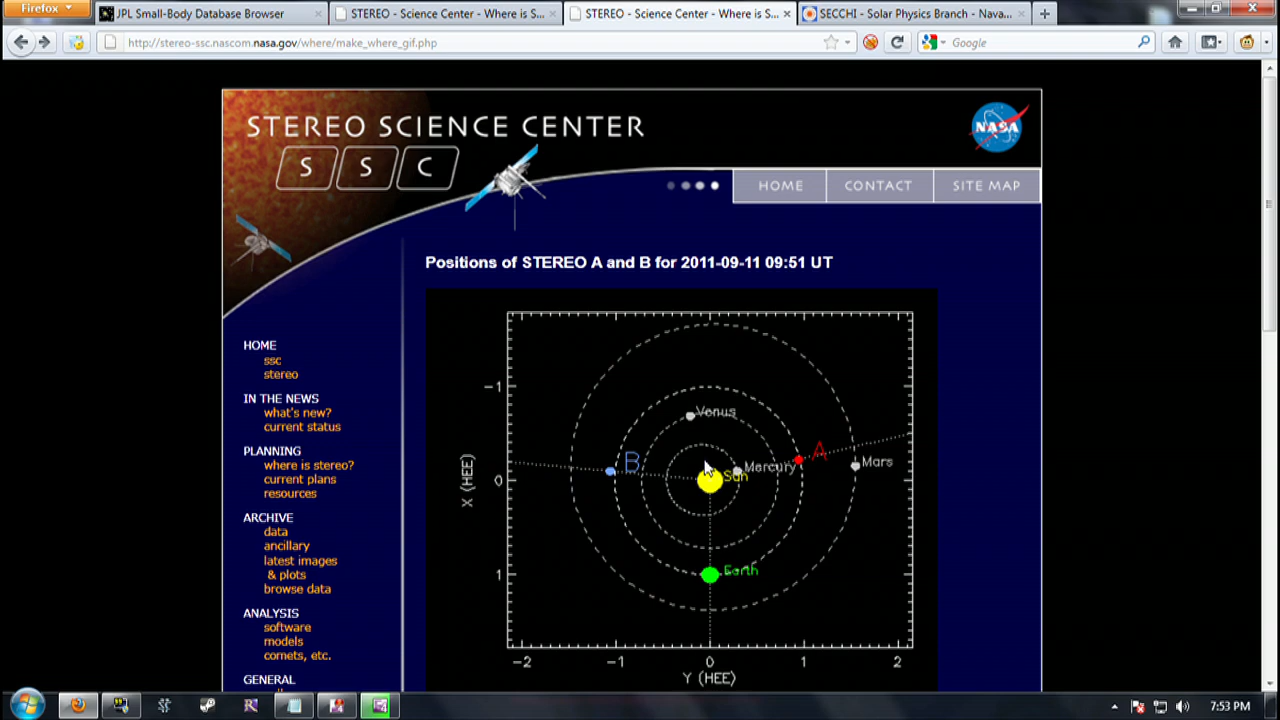 Firefox
JPL Small-Body Database Browser
STEREO - Science Center - Where is S...
STEREO - Science Center - Where is S...
SECCHI - Solar Physics Branch - Nava...
http://stereo-ssc.nascom.nasa.gov/where/make_where_gif.php
Google
STEREO SCIENCE CENTER
S S C
NASA
HOME
CONTACT
SITE MAP
Positions of STEREO A and B for 2011-09-11 09:51 UT
HOME
ssc
stereo
IN THE NEWS
what's new?
current status
PLANNING
where is stereo?
current plans
resources
ARCHIVE
data
ancillary
latest images
& plots
browse data
ANALYSIS
software
models
comets, etc.
GENERAL
X (HEE)
-1
0
1
Venus
B
A
Mercury
Mars
Sun
Earth
-2 -1 0 1 2
Y (HEE)
7:53 PM